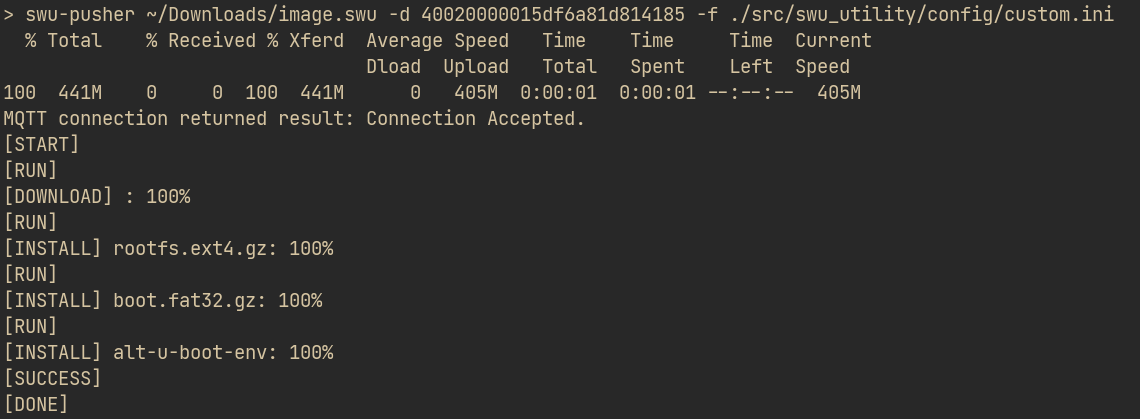 > swu-pusher ~/Downloads/image.swu -d 40020000015df6a81d814185 -f ./src/swu_utility/config/custom.ini
  % Total    % Received % Xferd  Average Speed   Time    Time     Time  Current
                                 Dload  Upload   Total   Spent    Left  Speed
100  441M    0     0  100  441M      0   405M  0:00:01  0:00:01 --:--:--  405M
MQTT connection returned result: Connection Accepted.
[START]
[RUN]
[DOWNLOAD] : 100%
[RUN]
[INSTALL] rootfs.ext4.gz: 100%
[RUN]
[INSTALL] boot.fat32.gz: 100%
[RUN]
[INSTALL] alt-u-boot-env: 100%
[SUCCESS]
[DONE]